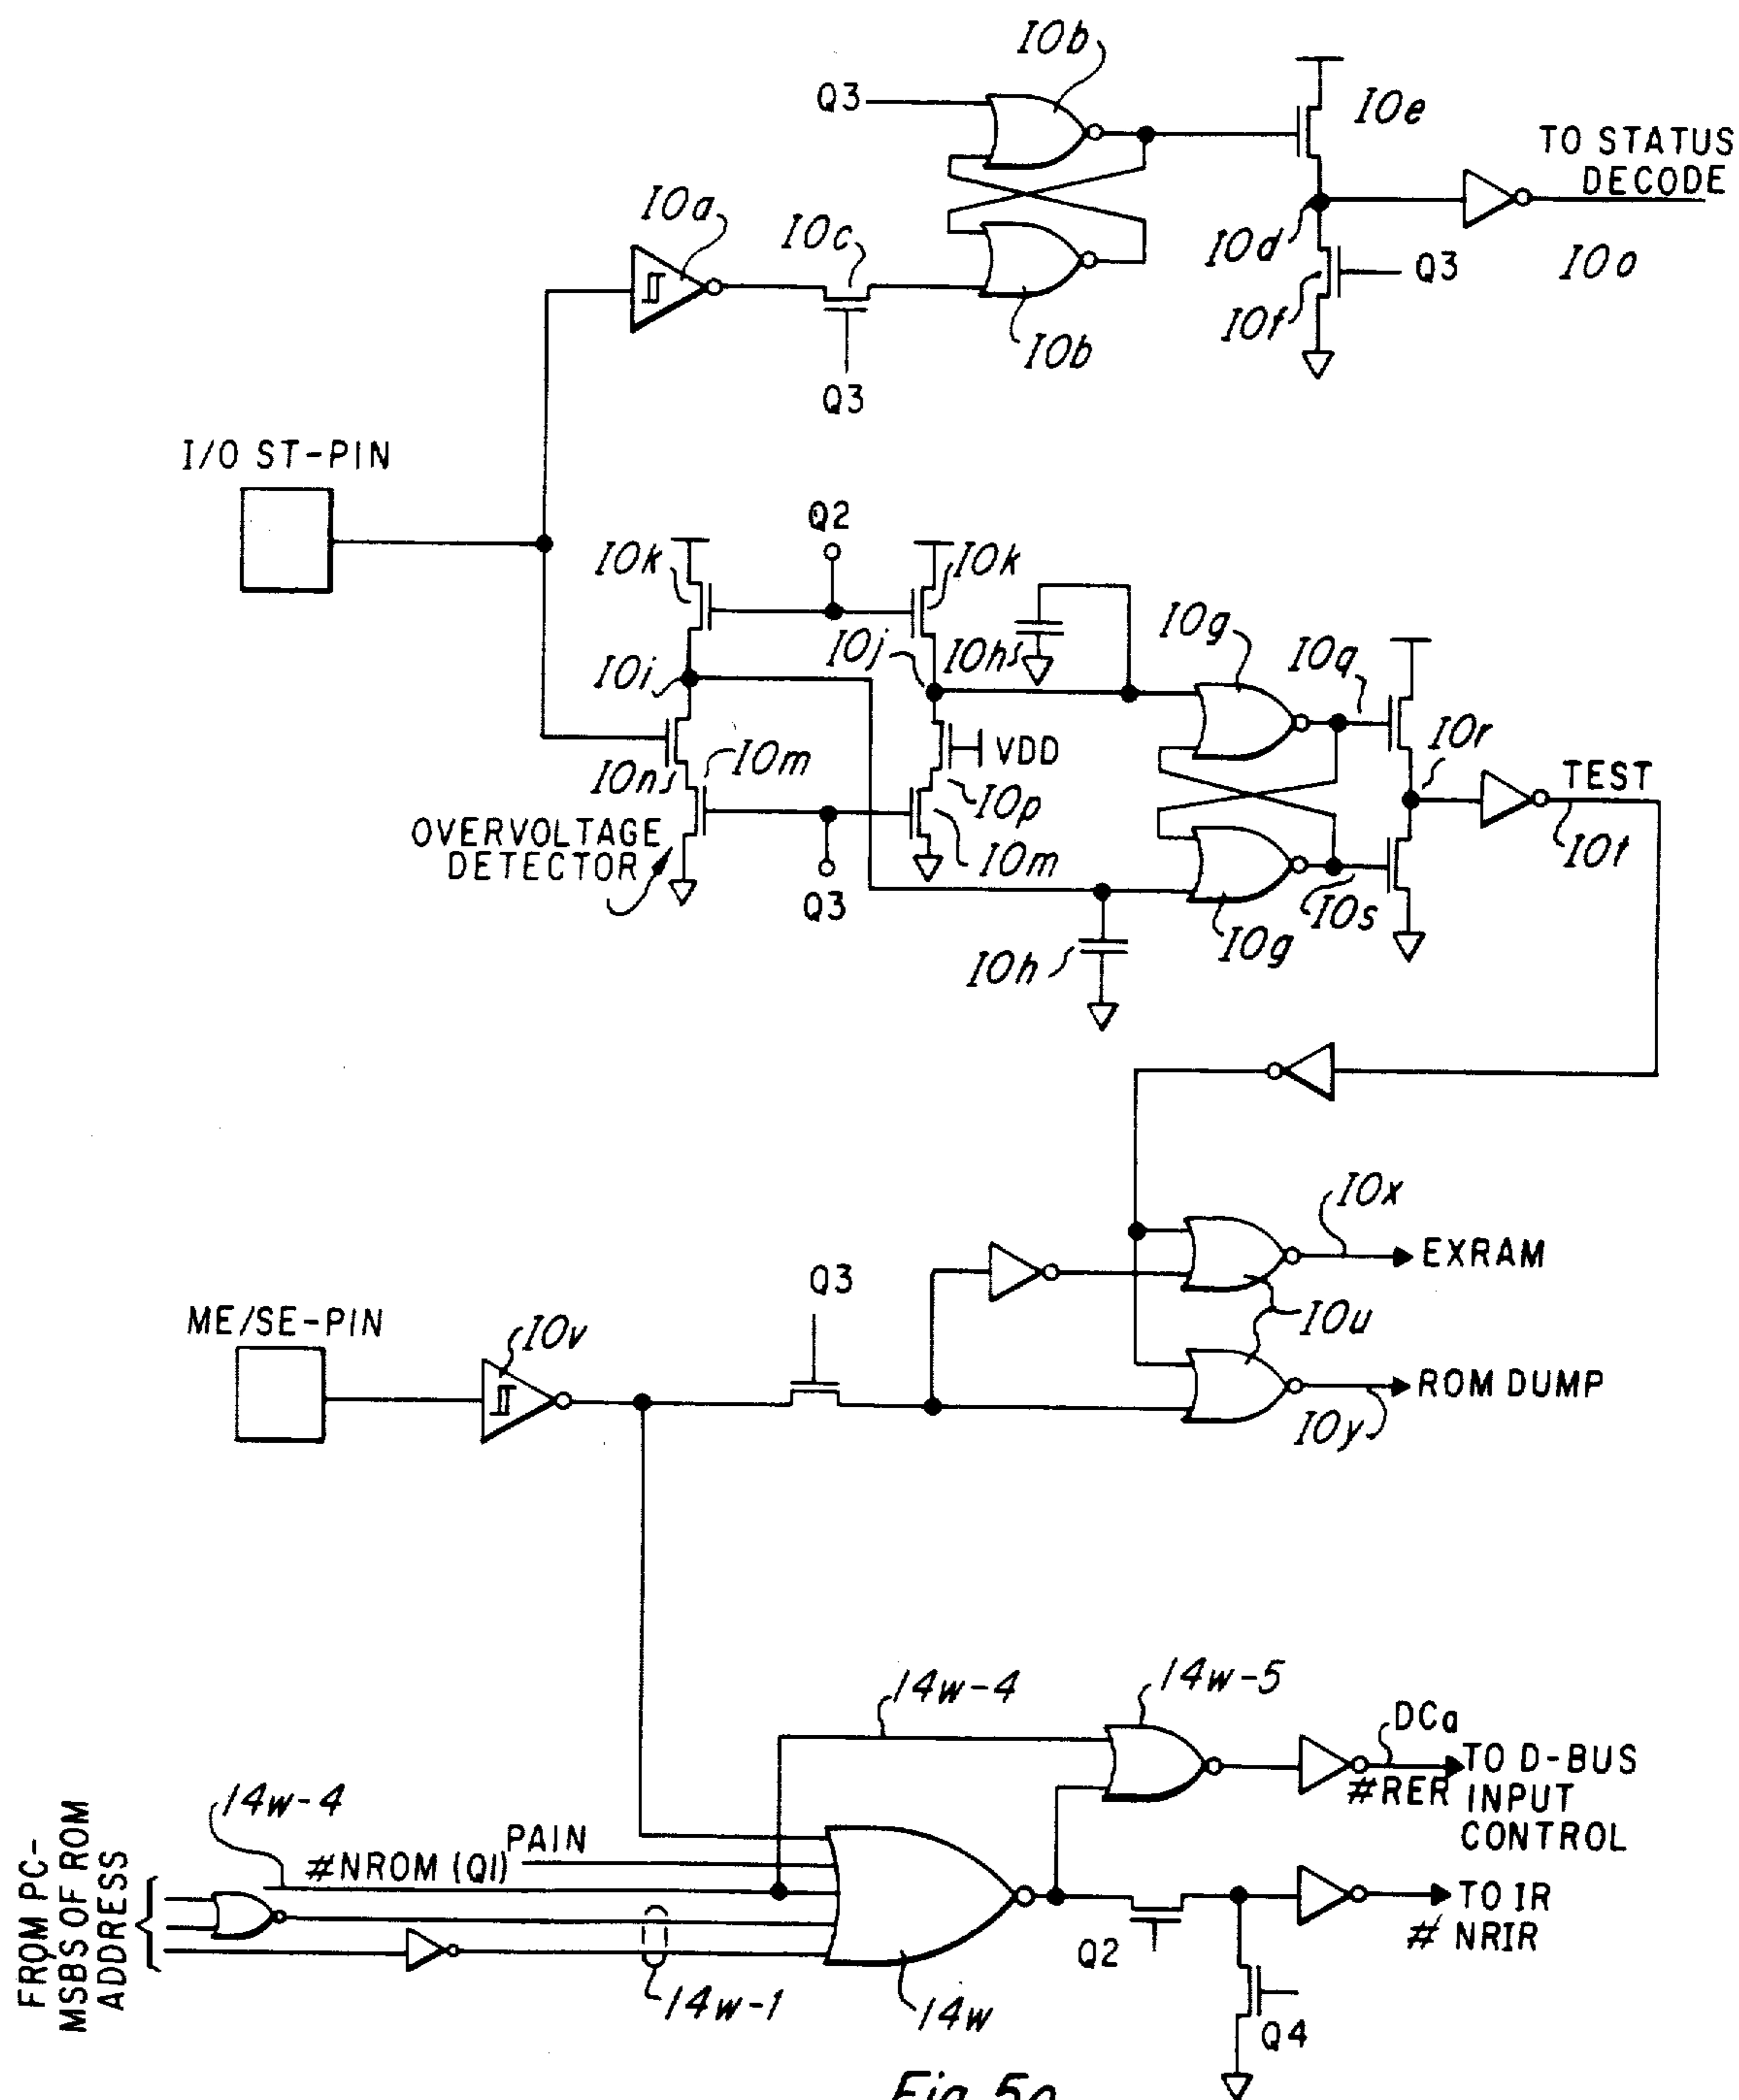 10b
Q3
10e
TO STATUS
DECODE
10a
10c
10d
Q3
10o
10f
10b
Q3
I/O ST-PIN
Q2
10k
10k
10j
10h
10g
10q
10i
10r
VDD
10m
10n
TEST
10p
OVERVOLTAGE
DETECTOR
10m
10t
Q3
10s
10g
10h
10x
EXRAM
Q3
ME/SE-PIN
10v
10u
ROM DUMP
10y
14w-4
14w-5
DCa
TO D-BUS
#RER INPUT
CONTROL
14w-4
PAIN
#NROM (Q1)
FROM PC-
MSBS OF ROM
ADDRESS
TO IR
# NRIR
Q2
14w-1
14w
Q4